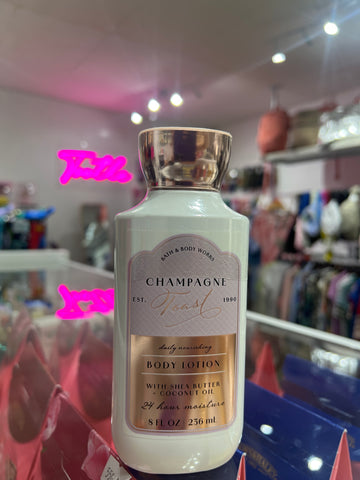 BATH & BODY WORKS
CHAMPAGNE
EST. Toast 1990
daily nourishing
BODY LOTION
WITH SHEA BUTTER
+ COCONUT OIL
24 hour moisture
8 FL OZ | 236 mL